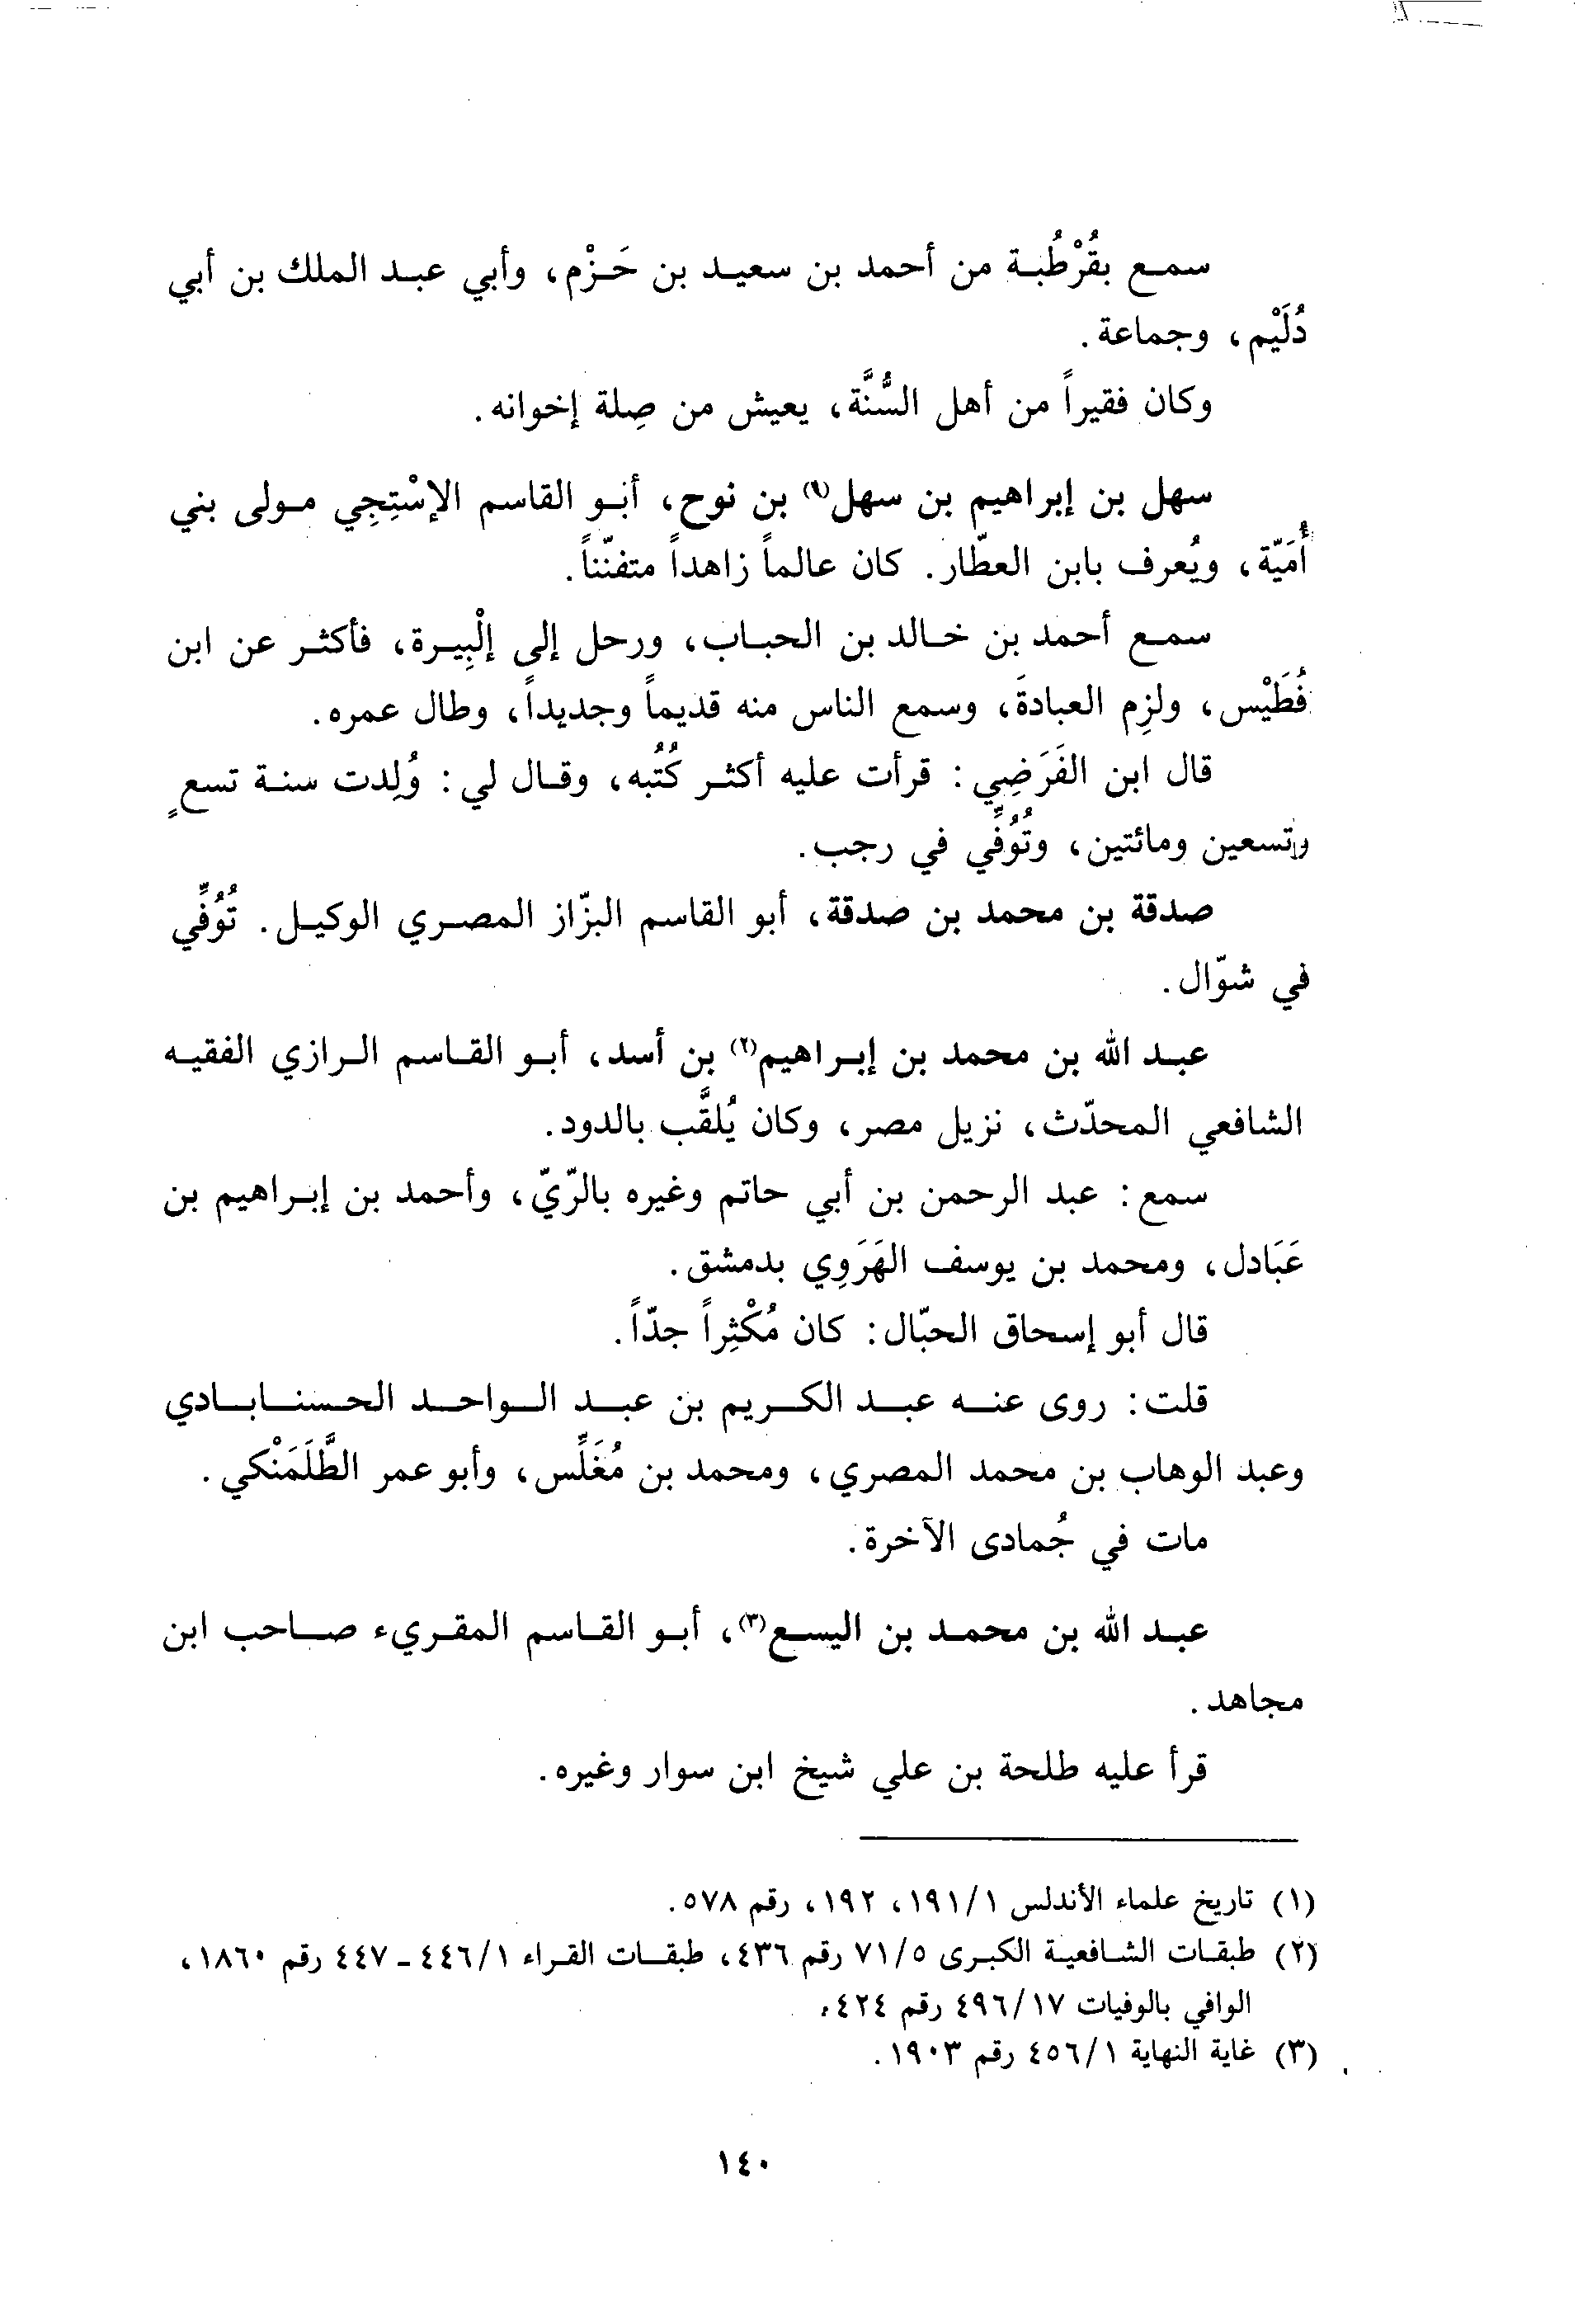 سمع بقُرْطُبة من أحمد بن سعيد بن حَزْم، وأبي عبد الملك بن أبي
دُلَيْم، وجماعة.
وكان فقيراً من أهل السُّنَّة، يعيش من صِلة إخوانه.
سهل بن إبراهيم بن سهل(١) بن نوح، أبو القاسم الإسْتِجِي مولى بني
أُمَيّة، ويُعرف بابن العطّار. كان عالماً زاهداً متفنّناً.
سمع أحمد بن خالد بن الحباب، ورحل إلى إلْبِيرة، فأكثر عن ابن
فُطَيْس، ولزِم العبادةَ، وسمع الناس منه قديماً وجديداً، وطال عمره.
قال ابن الفَرَضِي: قرأت عليه أكثر كُتُبه، وقال لي: وُلِدت سنة تسعٍ
وتسعين ومائتين، وتُوُفِّي في رجب.
صدقة بن محمد بن صدقة، أبو القاسم البزّاز المصري الوكيل. تُوُفِّي
في شوّال.
عبد الله بن محمد بن إبراهيم(٢) بن أسد، أبو القاسم الرازي الفقيه
الشافعي المحدّث، نزيل مصر، وكان يُلقَّب بالدود.
سمع: عبد الرحمن بن أبي حاتم وغيره بالرّيّ، وأحمد بن إبراهيم بن
عَبَادل، ومحمد بن يوسف الهَرَوِي بدمشق.
قال أبو إسحاق الحبّال: كان مُكْثِراً جدّاً.
قلت: روى عنه عبد الكريم بن عبد الواحد الحسنابادي
وعبد الوهاب بن محمد المصري، ومحمد بن مُغَلِّس، وأبو عمر الطَّلَمَنْكي.
مات في جُمادى الآخرة.
عبد الله بن محمد بن اليسع(٣)، أبو القاسم المقريء صاحب ابن
مجاهد.
قرأ عليه طلحة بن علي شيخ ابن سوار وغيره.
(١) تاريخ علماء الأندلس ١/ ١٩١، ١٩٢، رقم ٥٧٨.
(٢) طبقات الشافعية الكبرى ٥/ ٧١ رقم ٤٣٦، طبقات القراء ١/ ٤٤٦ - ٤٤٧ رقم ١٨٦٠،
الوافي بالوفيات ١٧/ ٤٩٦ رقم ٤٢٤.
(٣) غاية النهاية ١/ ٤٥٦ رقم ١٩٠٣.
١٤٠